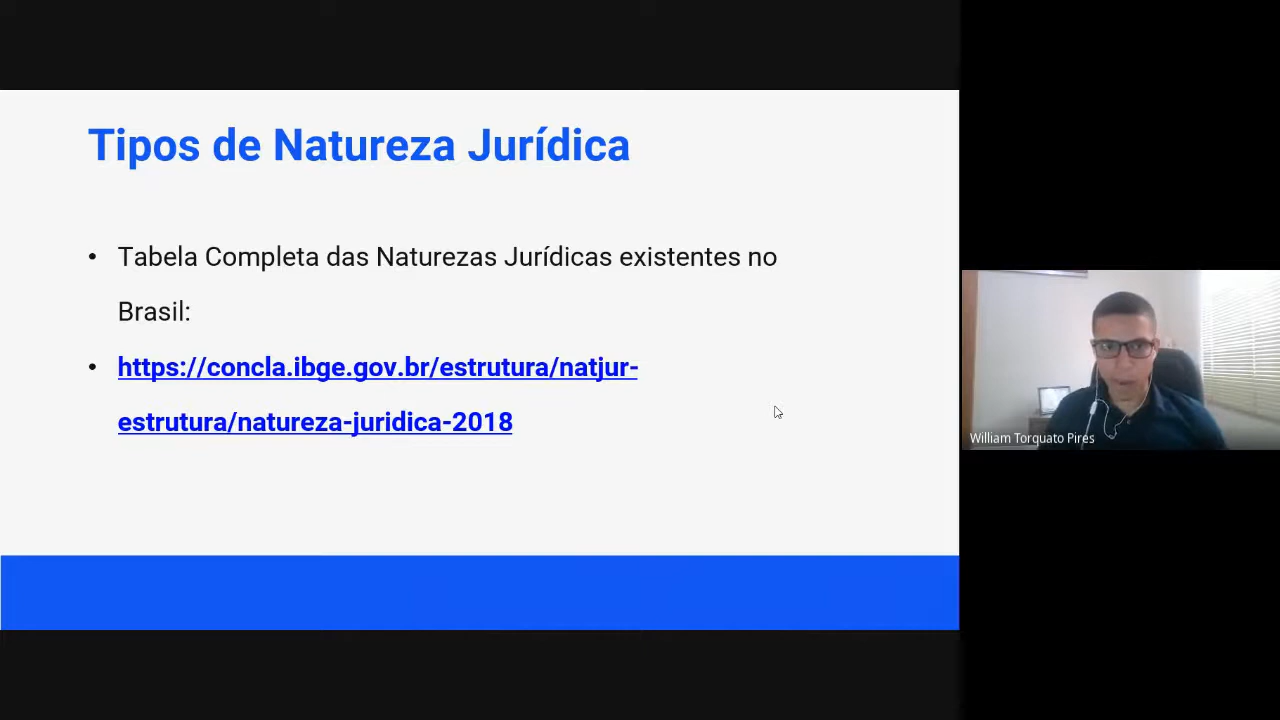 Tipos de Natureza Jurídica
• Tabela Completa das Naturezas Jurídicas existentes no
Brasil:
• https://concla.ibge.gov.br/estrutura/natjur-
estrutura/natureza-juridica-2018
William Torquato Pires